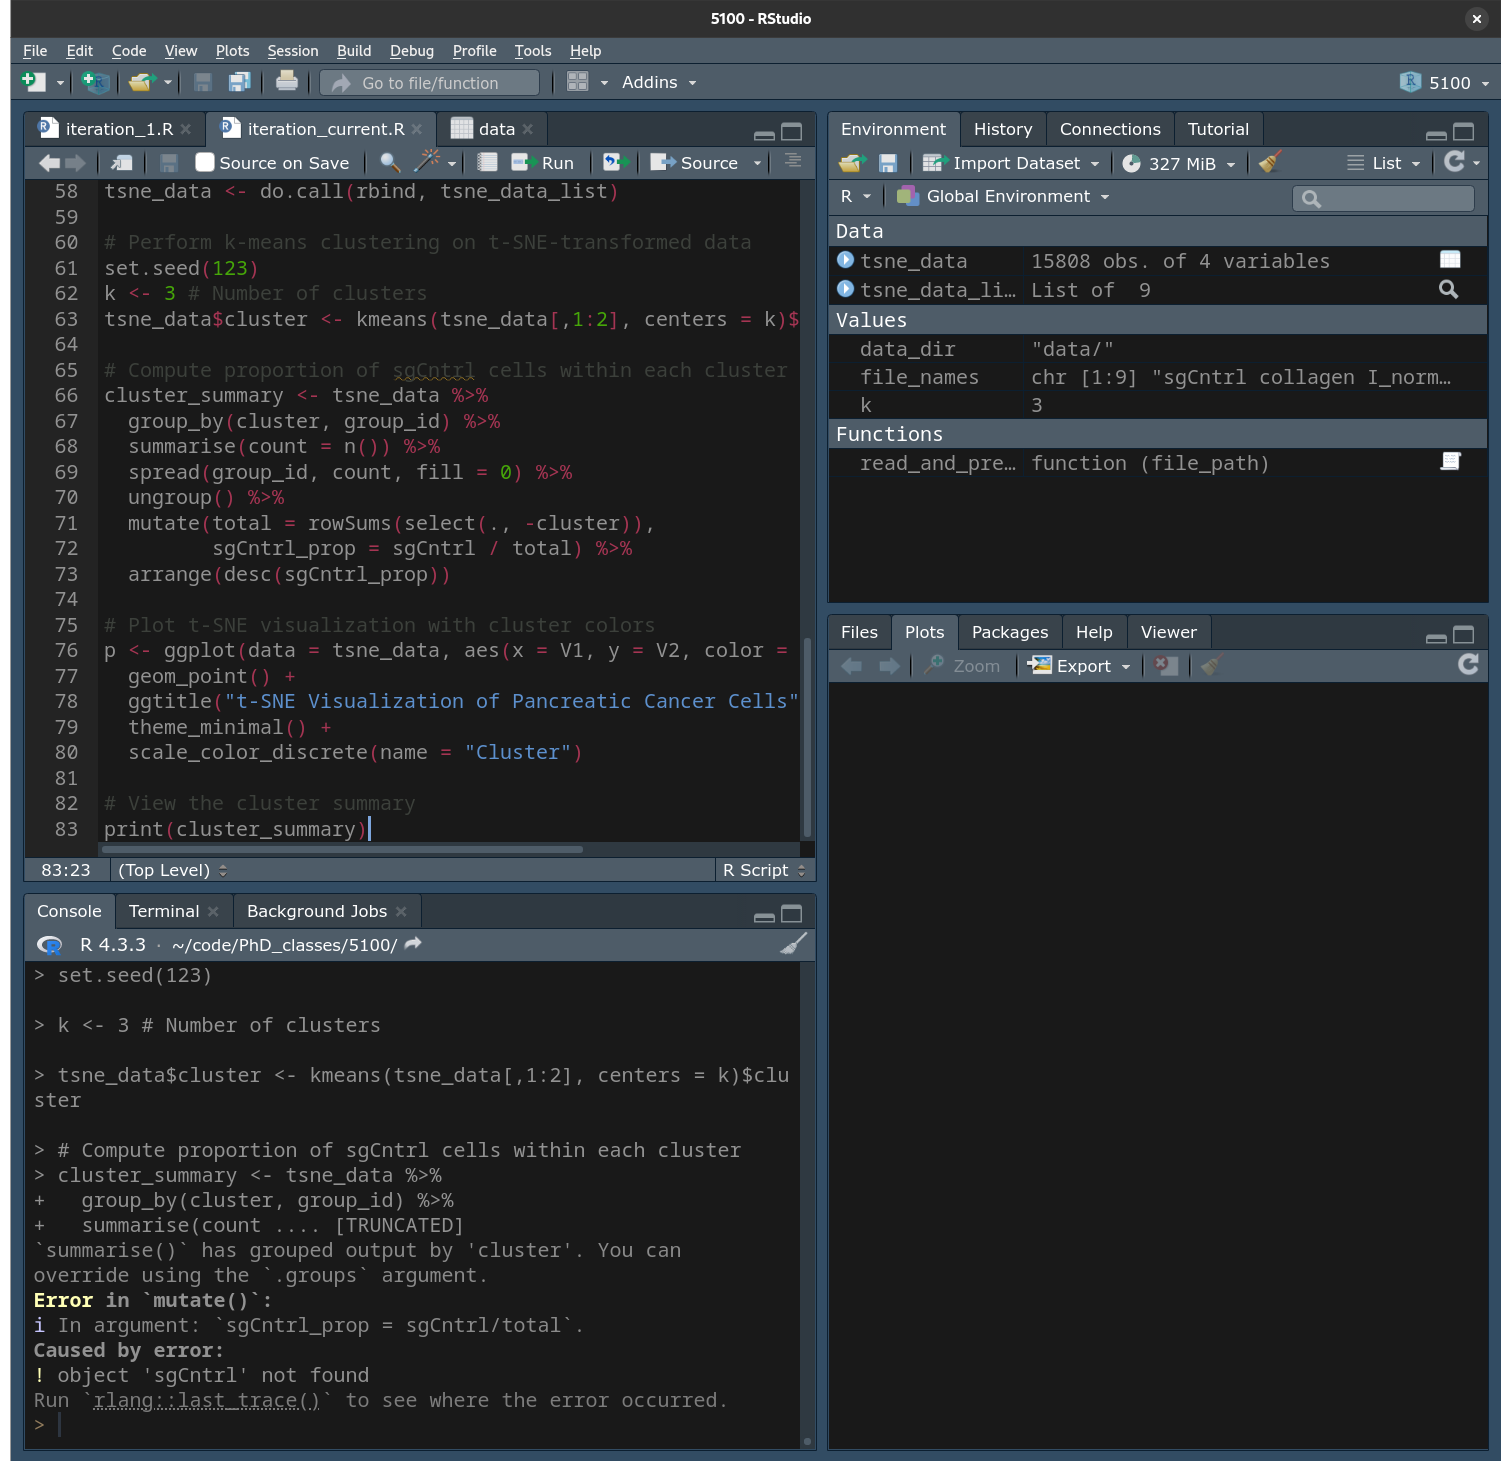 5100 - RStudio
File Edit Code View Plots Session Build Debug Profile Tools Help
Go to file/function Addins 5100
iteration_1.R iteration_current.R data
Source on Save Run Source
58 tsne_data <- do.call(rbind, tsne_data_list)
59
60 # Perform k-means clustering on t-SNE-transformed data
61 set.seed(123)
62 k <- 3 # Number of clusters
63 tsne_data$cluster <- kmeans(tsne_data[,1:2], centers = k)$
64
65 # Compute proportion of sgCntrl cells within each cluster
66 cluster_summary <- tsne_data %>%
67 group_by(cluster, group_id) %>%
68 summarise(count = n()) %>%
69 spread(group_id, count, fill = 0) %>%
70 ungroup() %>%
71 mutate(total = rowSums(select(., -cluster)),
72 sgCntrl_prop = sgCntrl / total) %>%
73 arrange(desc(sgCntrl_prop))
74
75 # Plot t-SNE visualization with cluster colors
76 p <- ggplot(data = tsne_data, aes(x = V1, y = V2, color =
77 geom_point() +
78 ggtitle("t-SNE Visualization of Pancreatic Cancer Cells"
79 theme_minimal() +
80 scale_color_discrete(name = "Cluster")
81
82 # View the cluster summary
83 print(cluster_summary)
83:23 (Top Level) R Script
Console Terminal Background Jobs
R 4.3.3 · ~/code/PhD_classes/5100/
> set.seed(123)
> k <- 3 # Number of clusters
> tsne_data$cluster <- kmeans(tsne_data[,1:2], centers = k)$clu
ster
> # Compute proportion of sgCntrl cells within each cluster
> cluster_summary <- tsne_data %>%
+ group_by(cluster, group_id) %>%
+ summarise(count .... [TRUNCATED]
`summarise()` has grouped output by 'cluster'. You can
override using the `.groups` argument.
Error in `mutate()`:
i In argument: `sgCntrl_prop = sgCntrl/total`.
Caused by error:
! object 'sgCntrl' not found
Run `rlang::last_trace()` to see where the error occurred.
>
Environment History Connections Tutorial
Import Dataset 327 MiB List
R Global Environment
Data
tsne_data 15808 obs. of 4 variables
tsne_data_li… List of 9
Values
data_dir "data/"
file_names chr [1:9] "sgCntrl collagen I_norm…
k 3
Functions
read_and_pre… function (file_path)
Files Plots Packages Help Viewer
Zoom Export